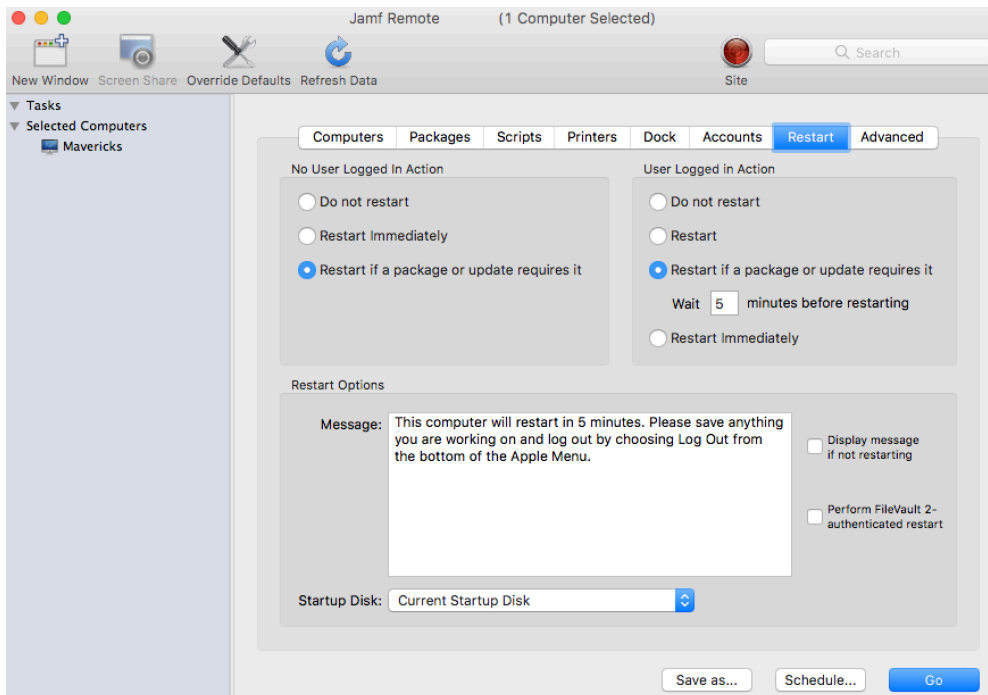 Jamf Remote (1 Computer Selected)
New Window Screen Share Override Defaults Refresh Data Site Search
Tasks
Selected Computers
Mavericks
Computers Packages Scripts Printers Dock Accounts Restart Advanced
No User Logged In Action
Do not restart
Restart Immediately
Restart if a package or update requires it
User Logged in Action
Do not restart
Restart
Restart if a package or update requires it
Wait 5 minutes before restarting
Restart Immediately
Restart Options
Message:
This computer will restart in 5 minutes. Please save anything
you are working on and log out by choosing Log Out from
the bottom of the Apple Menu.
Display message
if not restarting
Perform FileVault 2-
authenticated restart
Startup Disk: Current Startup Disk
Save as... Schedule... Go